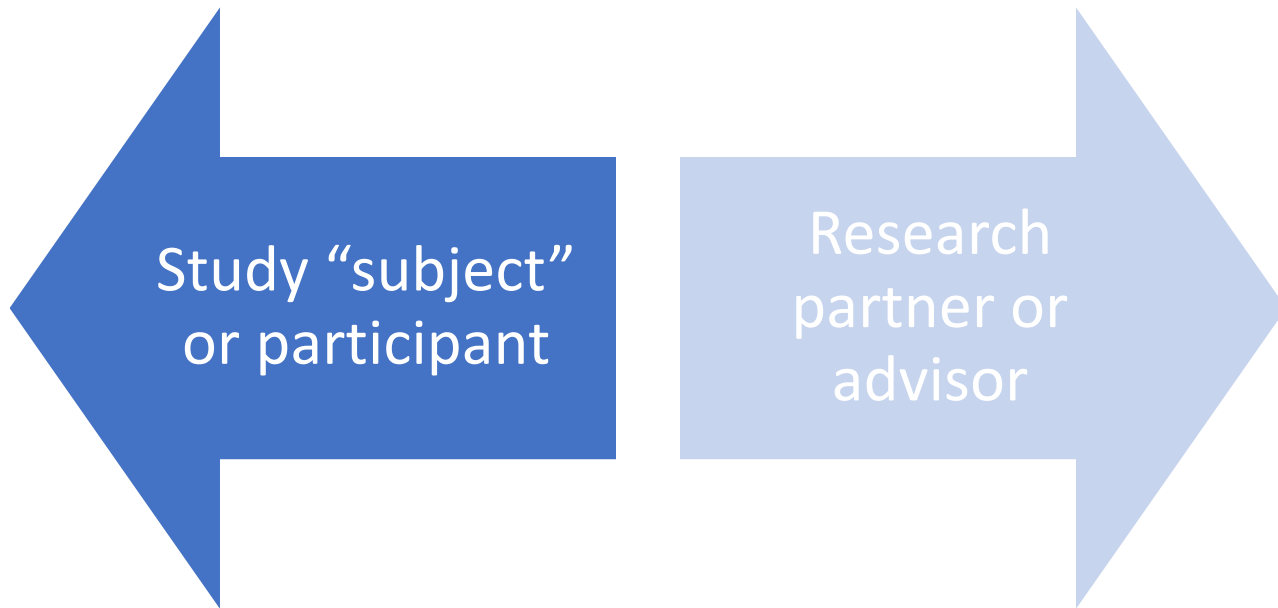 Study “subject”
or participant
Research
partner or
advisor